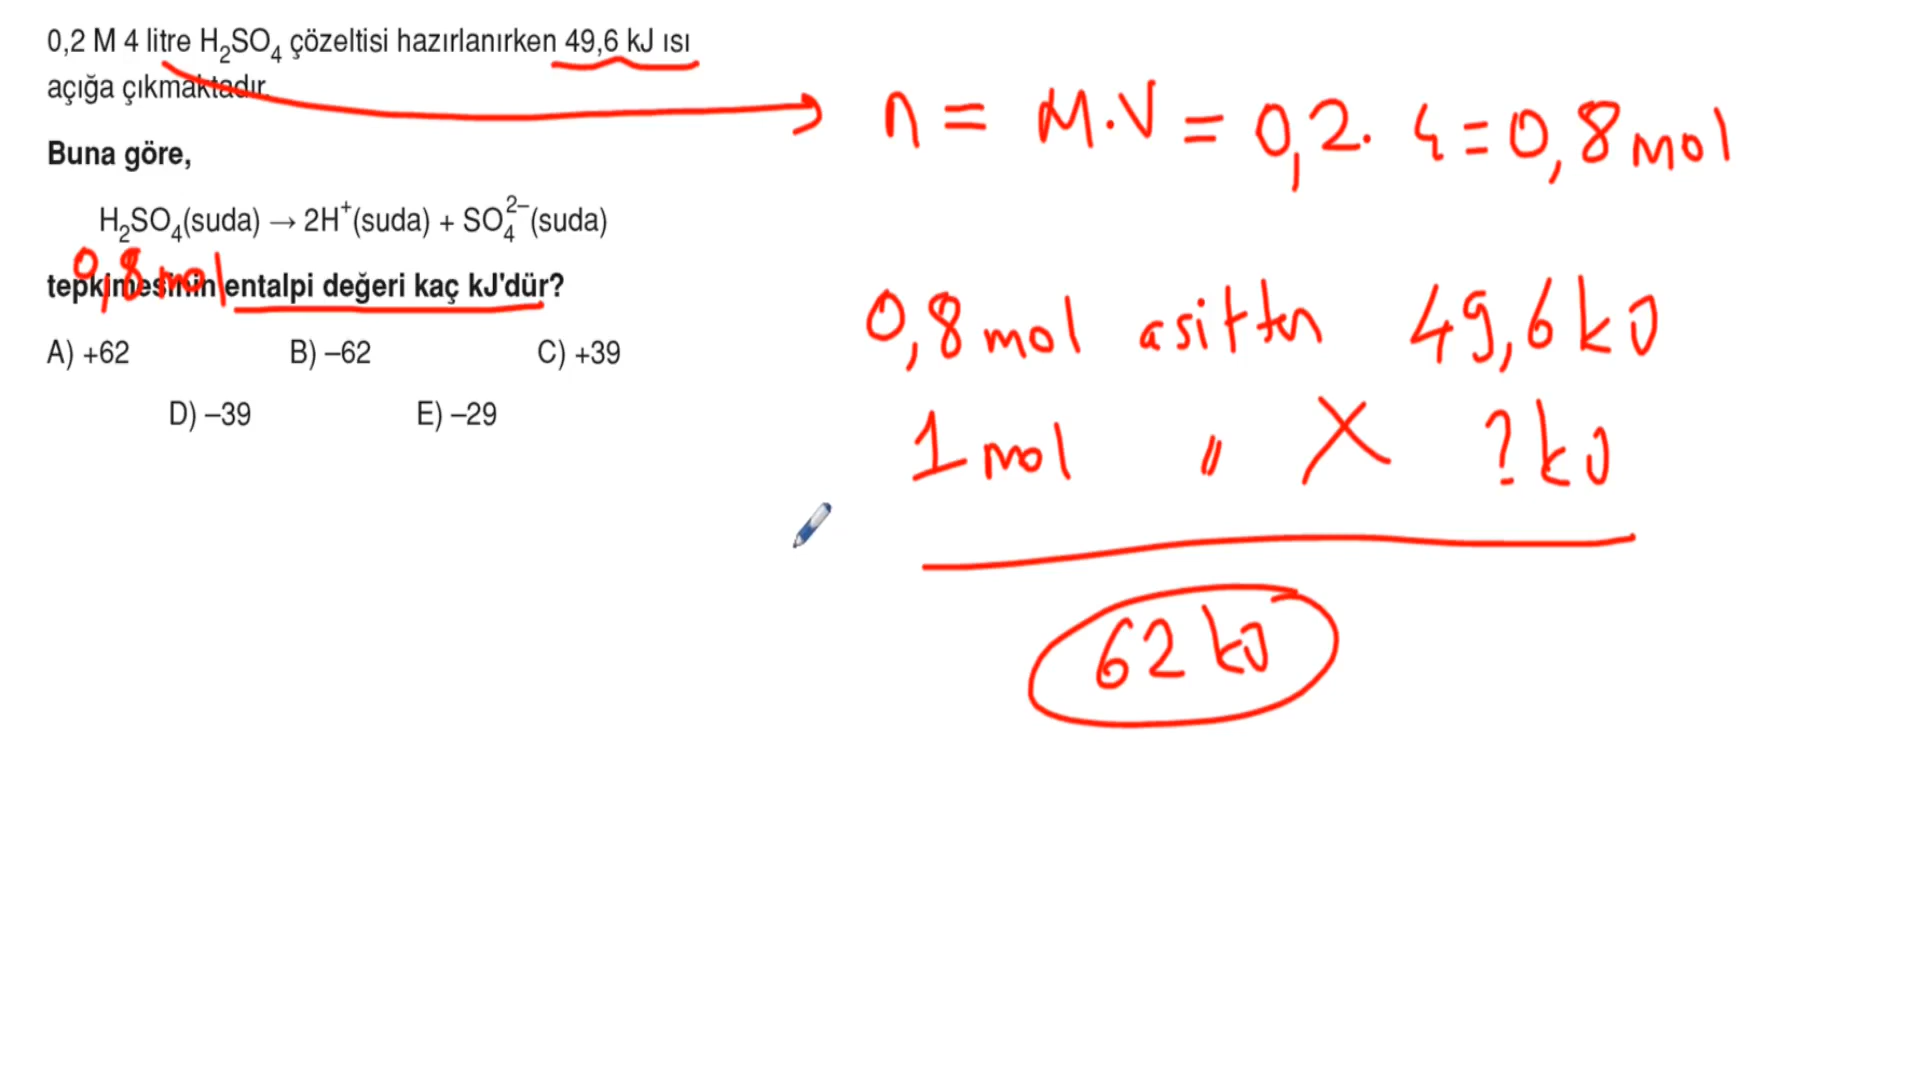 0,2 M 4 litre H₂SO₄ çözeltisi hazırlanırken 49,6 kJ ısı
açığa çıkmaktadır.
Buna göre,
H₂SO₄(suda) → 2H⁺(suda) + SO₄²⁻(suda)
0,8 mol
tepkimesinin entalpi değeri kaç kJ'dür?
A) +62 B) –62 C) +39
D) –39 E) –29
n = M.V = 0,2. 4 = 0,8 mol
0,8 mol asitten 49,6 kJ
1 mol " X ? kJ
62 kJ